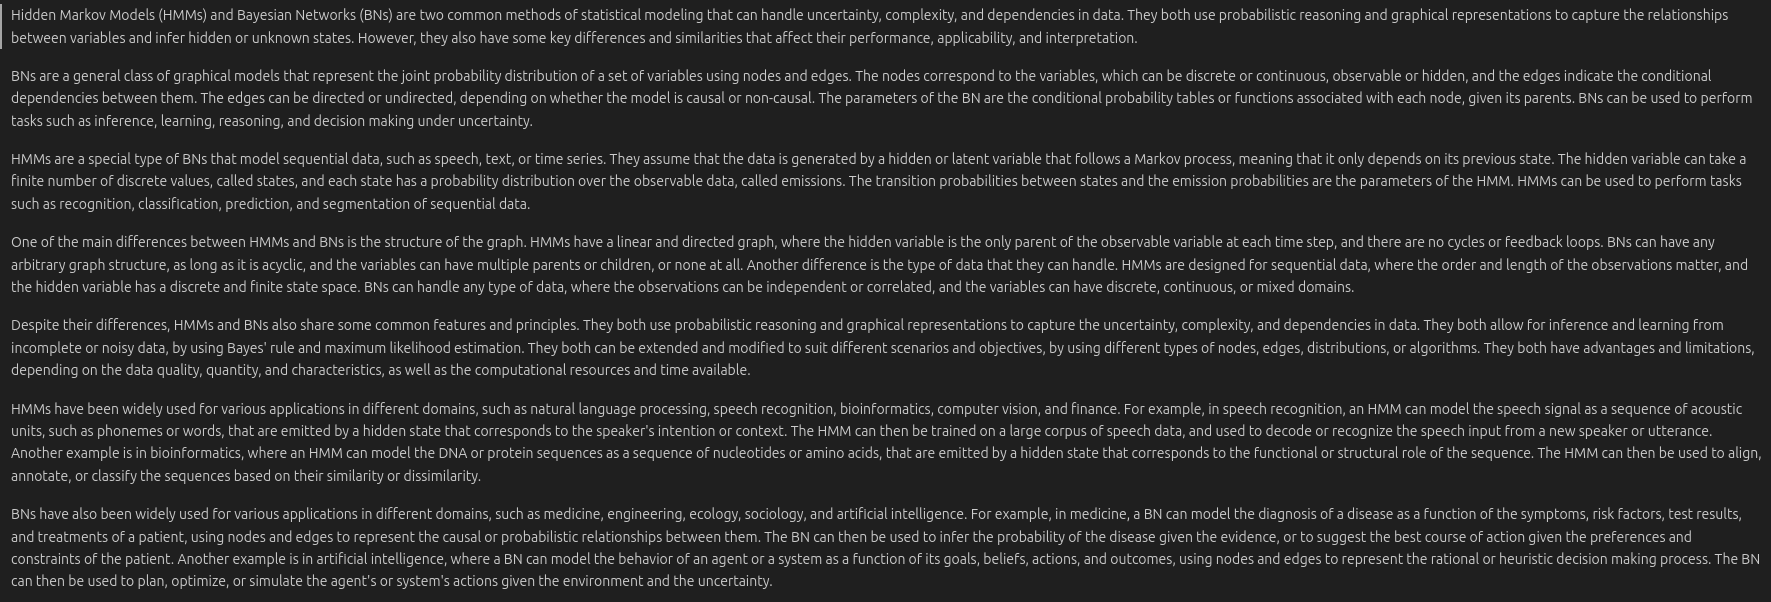 Hidden Markov Models (HMMs) and Bayesian Networks (BNs) are two common methods of statistical modeling that can handle uncertainty, complexity, and dependencies in data. They both use probabilistic reasoning and graphical representations to capture the relationships
between variables and infer hidden or unknown states. However, they also have some key differences and similarities that affect their performance, applicability, and interpretation.
BNs are a general class of graphical models that represent the joint probability distribution of a set of variables using nodes and edges. The nodes correspond to the variables, which can be discrete or continuous, observable or hidden, and the edges indicate the conditional
dependencies between them. The edges can be directed or undirected, depending on whether the model is causal or non-causal. The parameters of the BN are the conditional probability tables or functions associated with each node, given its parents. BNs can be used to perform
tasks such as inference, learning, reasoning, and decision making under uncertainty.
HMMs are a special type of BNs that model sequential data, such as speech, text, or time series. They assume that the data is generated by a hidden or latent variable that follows a Markov process, meaning that it only depends on its previous state. The hidden variable can take a
finite number of discrete values, called states, and each state has a probability distribution over the observable data, called emissions. The transition probabilities between states and the emission probabilities are the parameters of the HMM. HMMs can be used to perform tasks
such as recognition, classification, prediction, and segmentation of sequential data.
One of the main differences between HMMs and BNs is the structure of the graph. HMMs have a linear and directed graph, where the hidden variable is the only parent of the observable variable at each time step, and there are no cycles or feedback loops. BNs can have any
arbitrary graph structure, as long as it is acyclic, and the variables can have multiple parents or children, or none at all. Another difference is the type of data that they can handle. HMMs are designed for sequential data, where the order and length of the observations matter, and
the hidden variable has a discrete and finite state space. BNs can handle any type of data, where the observations can be independent or correlated, and the variables can have discrete, continuous, or mixed domains.
Despite their differences, HMMs and BNs also share some common features and principles. They both use probabilistic reasoning and graphical representations to capture the uncertainty, complexity, and dependencies in data. They both allow for inference and learning from
incomplete or noisy data, by using Bayes' rule and maximum likelihood estimation. They both can be extended and modified to suit different scenarios and objectives, by using different types of nodes, edges, distributions, or algorithms. They both have advantages and limitations,
depending on the data quality, quantity, and characteristics, as well as the computational resources and time available.
HMMs have been widely used for various applications in different domains, such as natural language processing, speech recognition, bioinformatics, computer vision, and finance. For example, in speech recognition, an HMM can model the speech signal as a sequence of acoustic
units, such as phonemes or words, that are emitted by a hidden state that corresponds to the speaker's intention or context. The HMM can then be trained on a large corpus of speech data, and used to decode or recognize the speech input from a new speaker or utterance.
Another example is in bioinformatics, where an HMM can model the DNA or protein sequences as a sequence of nucleotides or amino acids, that are emitted by a hidden state that corresponds to the functional or structural role of the sequence. The HMM can then be used to align,
annotate, or classify the sequences based on their similarity or dissimilarity.
BNs have also been widely used for various applications in different domains, such as medicine, engineering, ecology, sociology, and artificial intelligence. For example, in medicine, a BN can model the diagnosis of a disease as a function of the symptoms, risk factors, test results,
and treatments of a patient, using nodes and edges to represent the causal or probabilistic relationships between them. The BN can then be used to infer the probability of the disease given the evidence, or to suggest the best course of action given the preferences and
constraints of the patient. Another example is in artificial intelligence, where a BN can model the behavior of an agent or a system as a function of its goals, beliefs, actions, and outcomes, using nodes and edges to represent the rational or heuristic decision making process. The BN
can then be used to plan, optimize, or simulate the agent's or system's actions given the environment and the uncertainty.